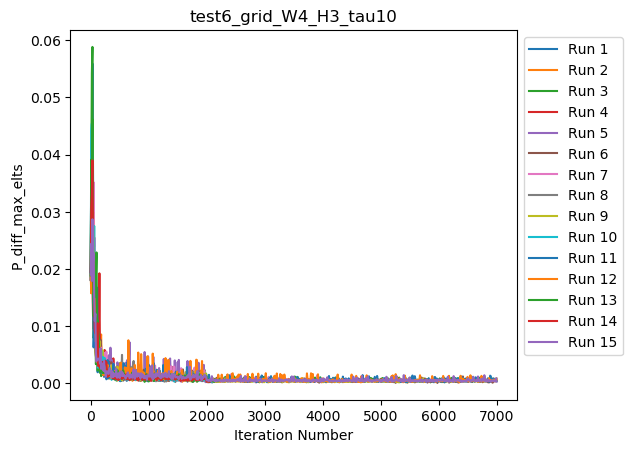 test6_grid_W4_H3_tau10
P_diff_max_elts
0.06
0.05
0.04
0.03
0.02
0.01
0.00
0
1000
2000
3000
4000
5000
6000
7000
Iteration Number
Run 1
Run 2
Run 3
Run 4
Run 5
Run 6
Run 7
Run 8
Run 9
Run 10
Run 11
Run 12
Run 13
Run 14
Run 15